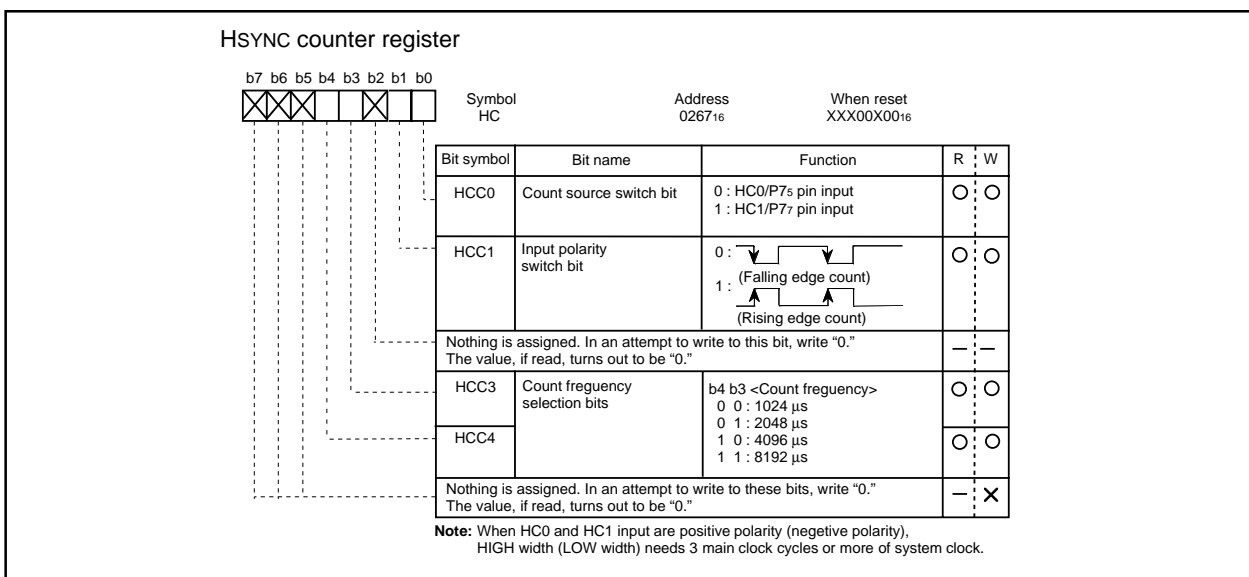 HSYNC counter register
b7 b6 b5 b4 b3 b2 b1 b0
Symbol Address When reset
HC 026716 XXX00X0016
Bit symbol Bit name Function R W
HCC0 Count source switch bit 0 : HC0/P75 pin input
1 : HC1/P77 pin input
HCC1 Input polarity
switch bit
0 :
(Falling edge count)
1 :
(Rising edge count)
Nothing is assigned. In an attempt to write to this bit, write “0.”
The value, if read, turns out to be “0.”
HCC3 Count freguency
selection bits
b4 b3 <Count freguency>
0 0 : 1024 μs
0 1 : 2048 μs
HCC4 1 0 : 4096 μs
1 1 : 8192 μs
Nothing is assigned. In an attempt to write to these bits, write “0.”
The value, if read, turns out to be “0.”
Note: When HC0 and HC1 input are positive polarity (negetive polarity),
HIGH width (LOW width) needs 3 main clock cycles or more of system clock.